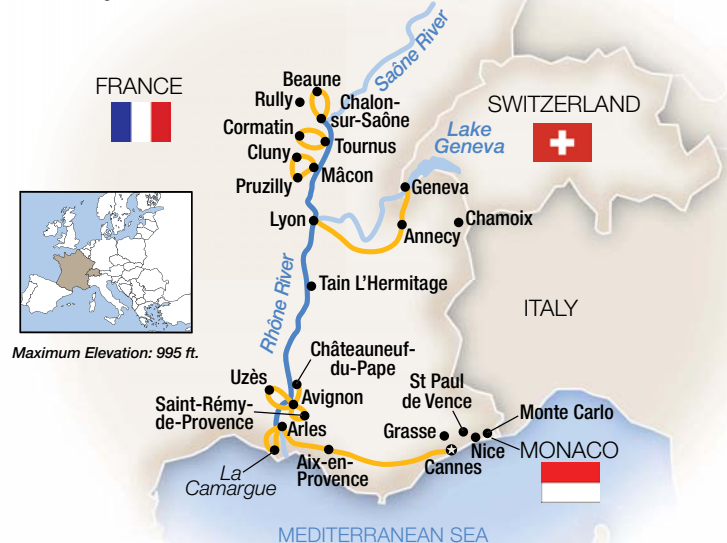 Saône River
Beaune
FRANCE
Rully
Chalon-
sur-Saône
SWITZERLAND
Cormatin
Tournus
Lake
Geneva
Cluny
Mâcon
Pruzilly
Geneva
Lyon
Chamoix
Annecy
Rhône River
Tain L'Hermitage
ITALY
Maximum Elevation: 995 ft.
Châteauneuf-
du-Pape
Uzès
Avignon
St Paul
de Vence
Saint-Rémy-
de-Provence
Arles
Monte Carlo
Grasse
Nice
MONACO
Aix-en-
Provence
Cannes
La
Camargue
MEDITERRANEAN SEA